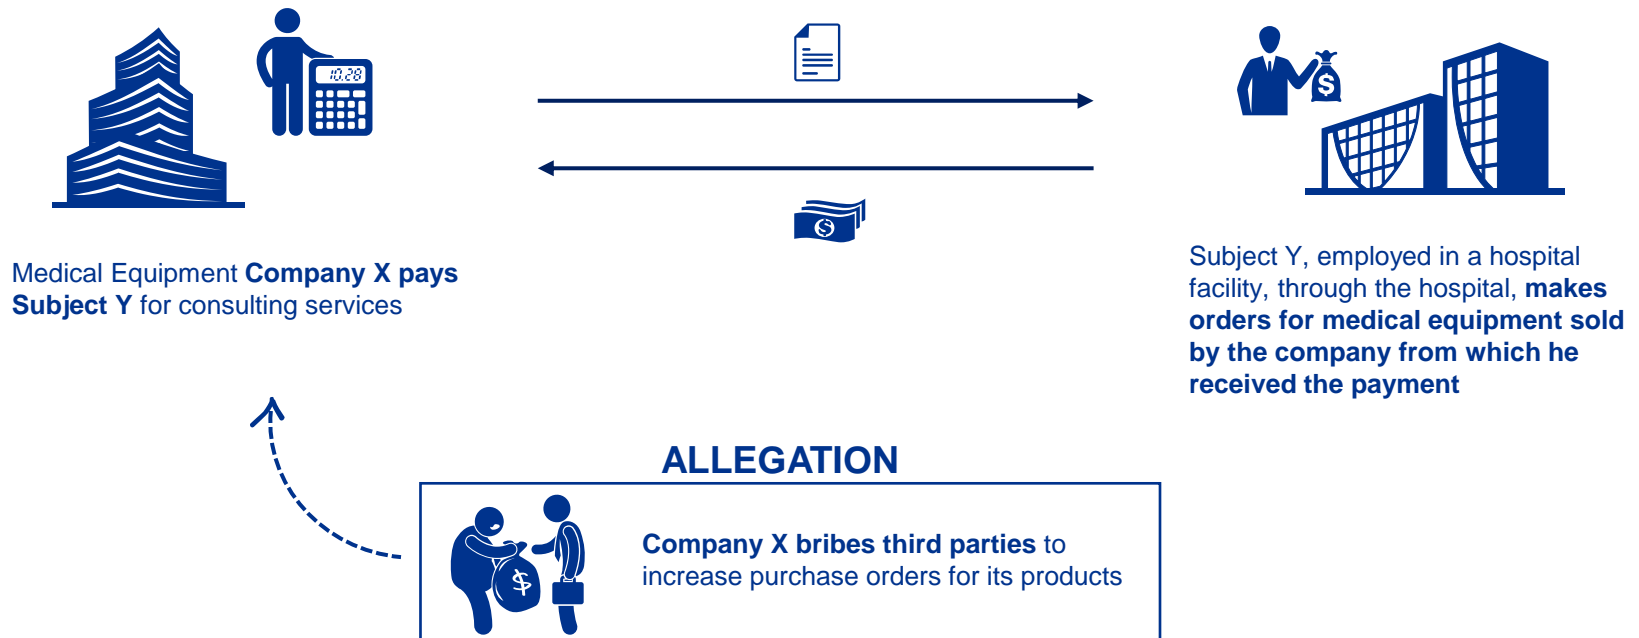 10.28
$
$
Medical Equipment Company X pays
Subject Y for consulting services
Subject Y, employed in a hospital
facility, through the hospital, makes
orders for medical equipment sold
by the company from which he
received the payment
ALLEGATION
$
Company X bribes third parties to
increase purchase orders for its products